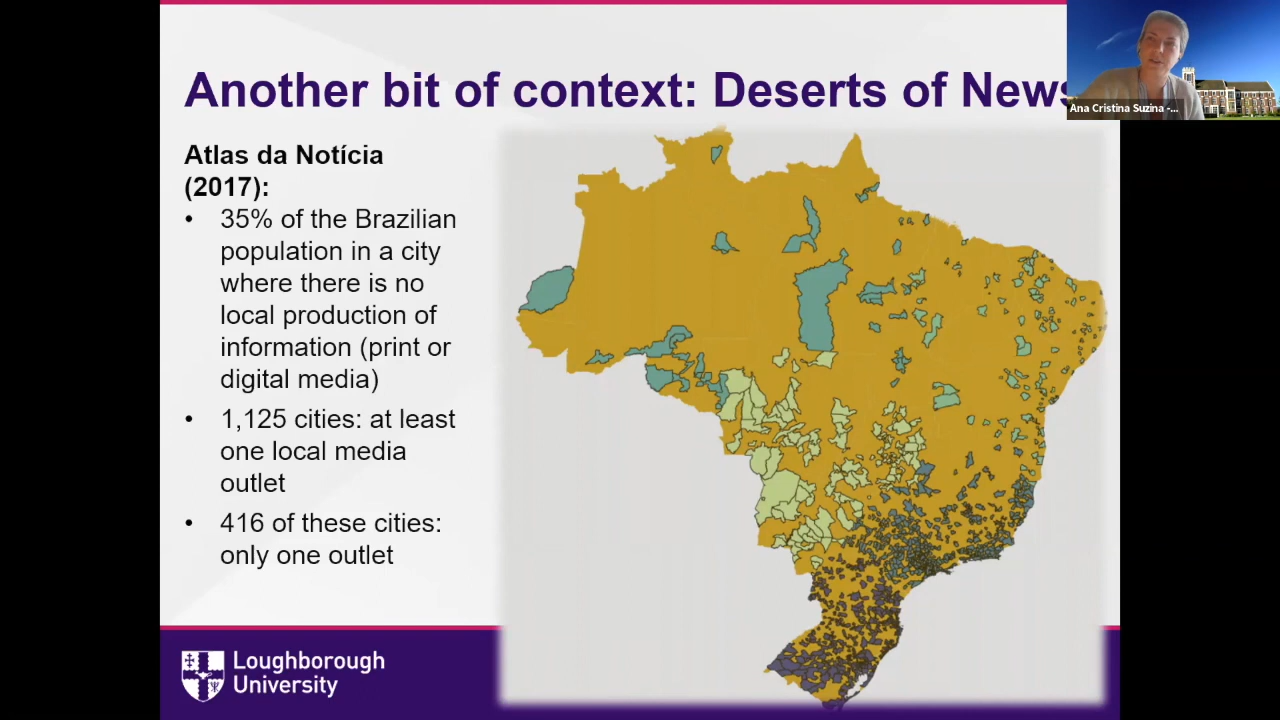 Another bit of context: Deserts of News
Ana Cristina Suzina -...
Atlas da Notícia
(2017):
• 35% of the Brazilian
population in a city
where there is no
local production of
information (print or
digital media)
• 1,125 cities: at least
one local media
outlet
• 416 of these cities:
only one outlet
Loughborough
University